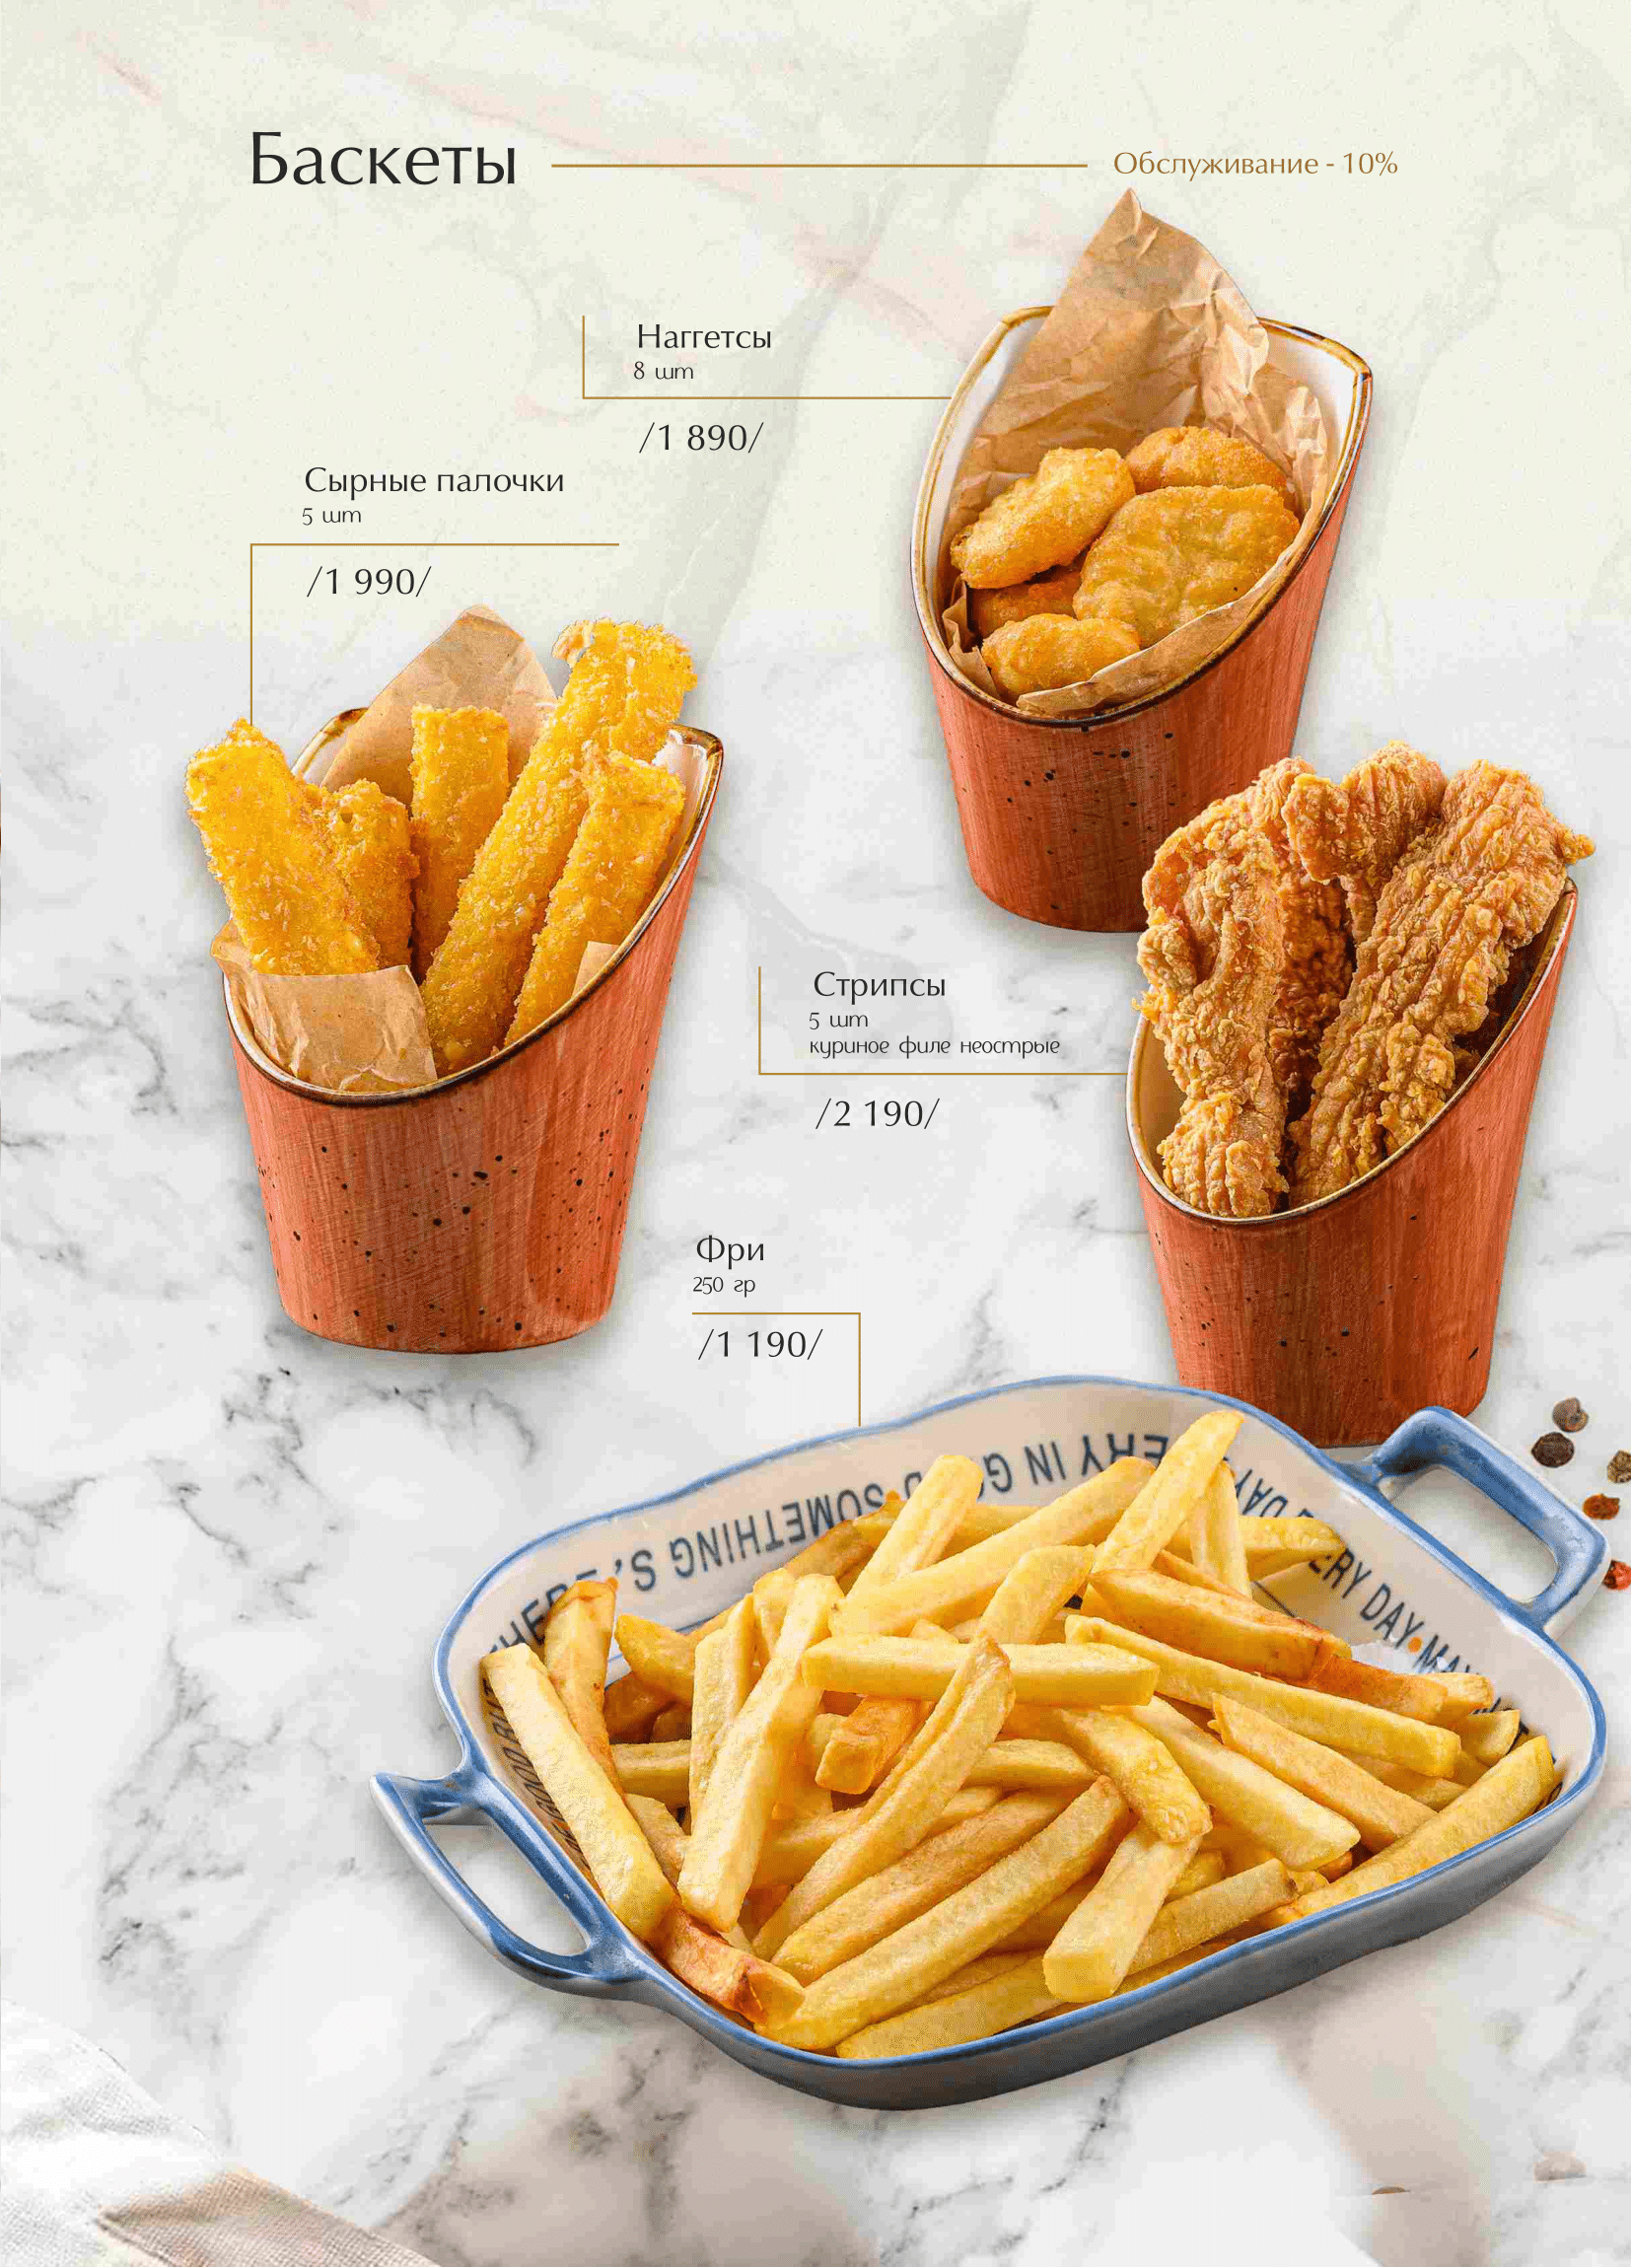 Баскеты
Обслуживание - 10%
Наггетсы
8 шт
/1 890/
Сырные палочки
5 шт
/1 990/
Стрипсы
5 шт
куриное филе неострые
/2 190/
Фри
250 гр
/1 190/
'S SOMETHING
IN
DAY
DAY•